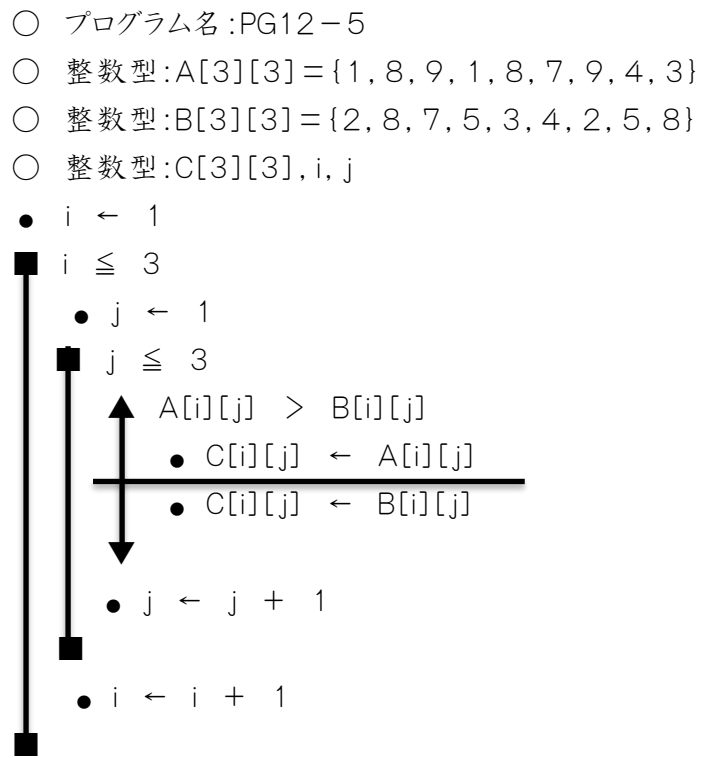 ○ プログラム名:PG12－5
○ 整数型:A[3][3]＝{1,8,9,1,8,7,9,4,3}
○ 整数型:B[3][3]＝{2,8,7,5,3,4,2,5,8}
○ 整数型:C[3][3],i,j
● i ← 1
■ i ≦ 3
● j ← 1
■ j ≦ 3
A[i][j] ＞ B[i][j]
● C[i][j] ← A[i][j]
● C[i][j] ← B[i][j]
● j ← j ＋ 1
● i ← i ＋ 1